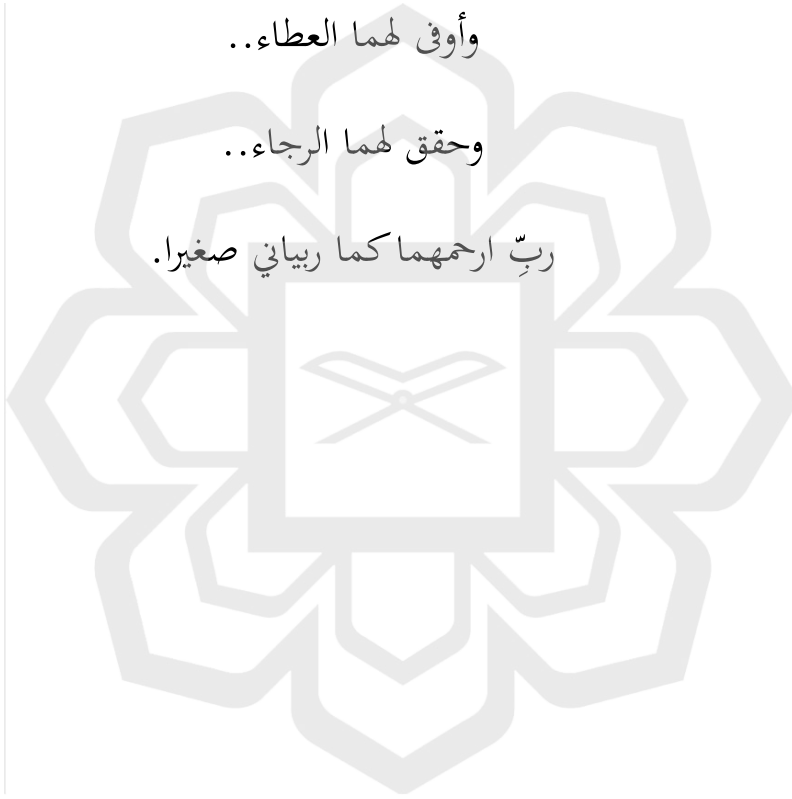 وأوفى لهما العطاء..
وحقق لهما الرجاء..
ربِّ ارحمهما كما ربياني صغيرا.